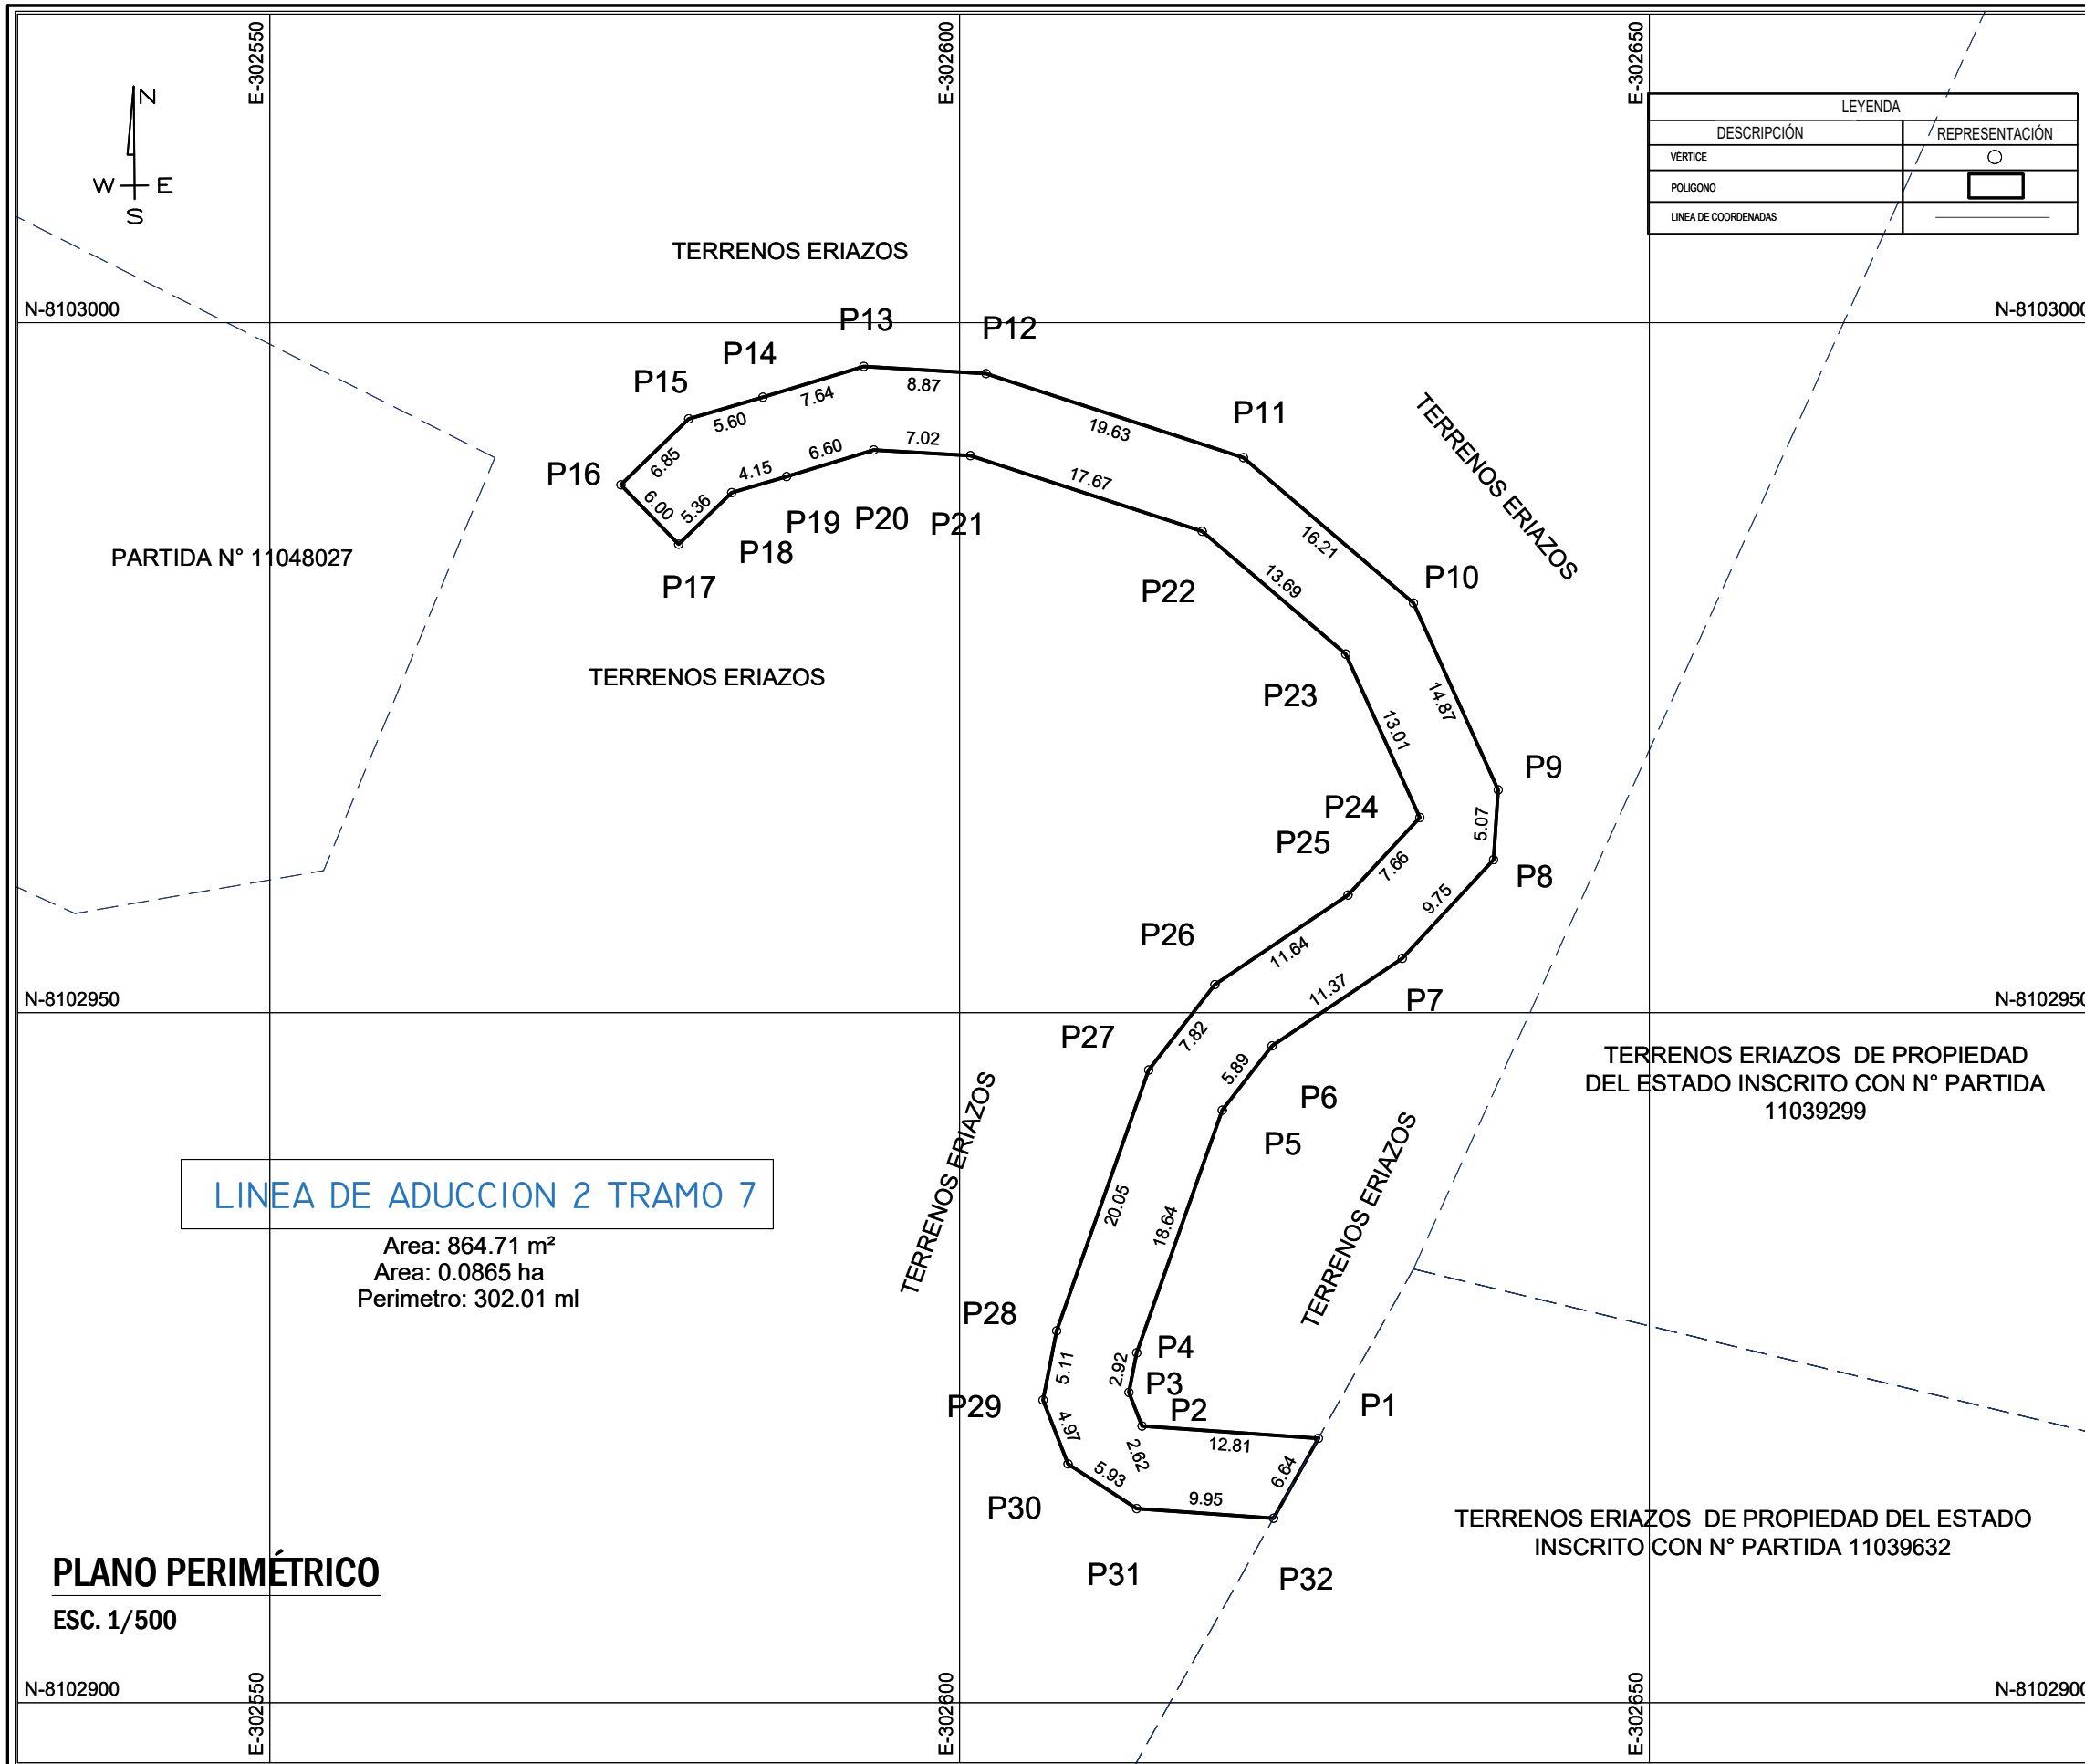 E-302550
E-302600
E-302650
N
W E
S
LEYENDA
DESCRIPCIÓN REPRESENTACIÓN
VÉRTICE
POLIGONO
LINEA DE COORDENADAS
TERRENOS ERIAZOS
N-8103000
N-8103000
P13
P12
P14
P15
P11
P16
8.87
7.64
5.60
19.63
6.85
7.02
6.60
4.15
17.67
6.00
5.36
TERRENOS ERIAZOS
P19
P20
P21
P18
P17
16.21
PARTIDA N° 11048027
P10
P22
13.69
TERRENOS ERIAZOS
P23
14.87
13.01
P9
P24
P25
5.07
7.66
P8
9.75
P26
11.64
11.37
P7
N-8102950
N-8102950
P27
7.82
5.89
P6
P5
TERRENOS ERIAZOS DE PROPIEDAD
DEL ESTADO INSCRITO CON N° PARTIDA
11039299
TERRENOS ERIAZOS
TERRENOS ERIAZOS
LINEA DE ADUCCION 2 TRAMO 7
Area: 864.71 m²
Area: 0.0865 ha
Perimetro: 302.01 ml
20.05
18.64
P28
P4
5.11
2.92
P3
P2
P1
P29
4.97
2.62
12.81
6.64
5.93
9.95
P30
P31
P32
TERRENOS ERIAZOS DE PROPIEDAD DEL ESTADO
INSCRITO CON N° PARTIDA 11039632
PLANO PERIMÉTRICO
ESC. 1/500
N-8102900
N-8102900
E-302550
E-302600
E-302650